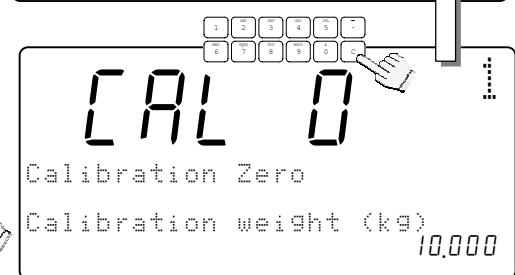 1 2 3 4 5 .
6 7 8 9 0 C
CAL 0 1
Calibration Zero
Calibration weight (kg)
10.000